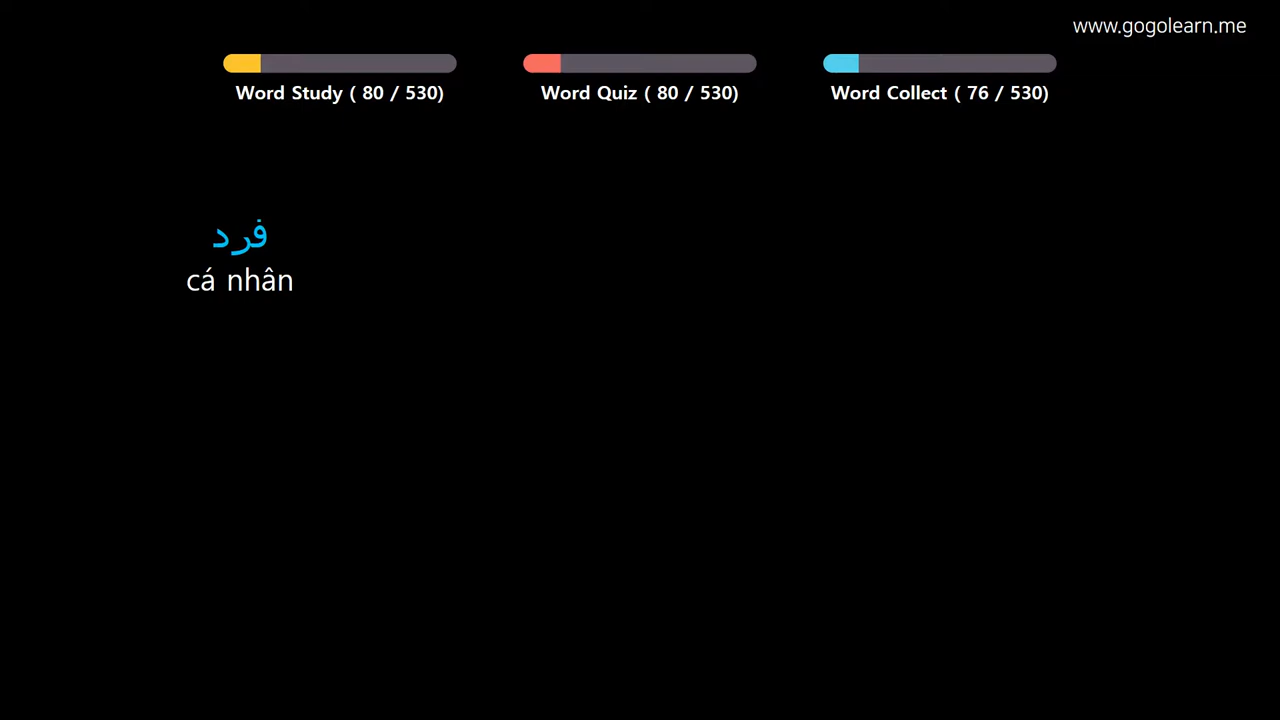 www.gogolearn.me
Word Study ( 80 / 530)
Word Quiz ( 80 / 530)
Word Collect ( 76 / 530)
فرد
cá nhân